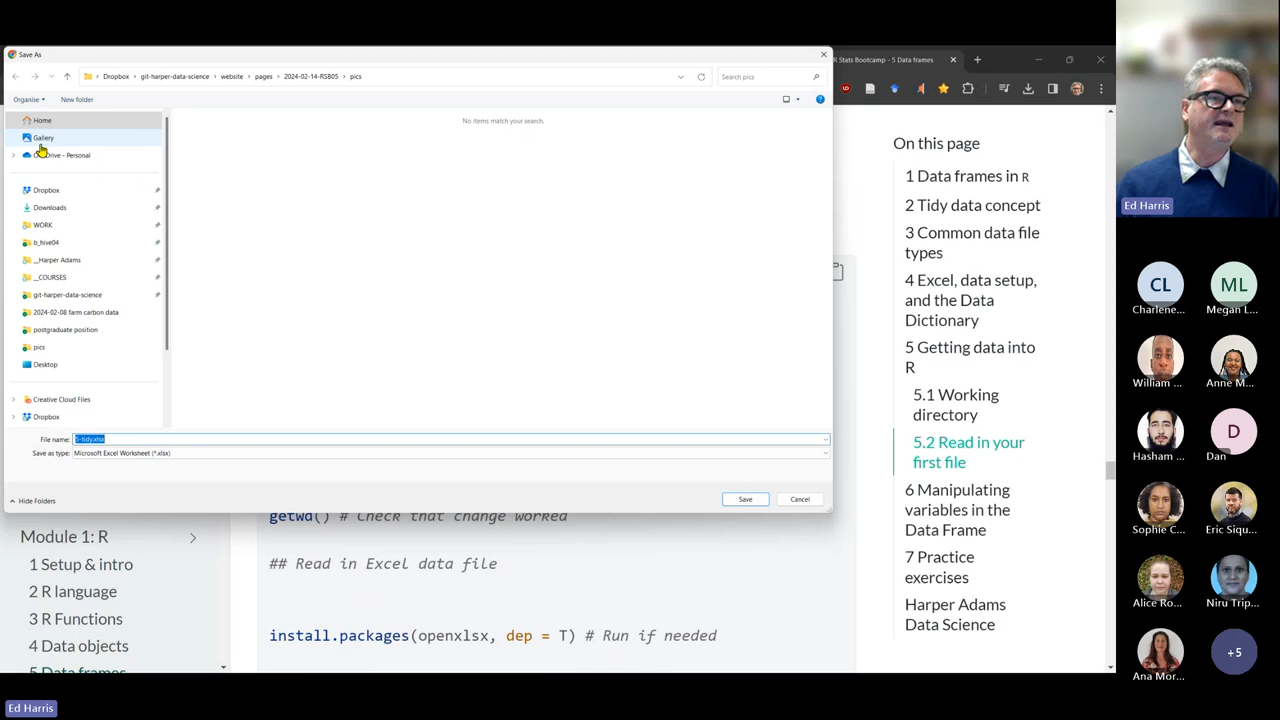 Save As
Dropbox > git-harper-data-science > website > pages > 2024-02-14-RSB05 > pics
Search pics
Organise
New folder
Home
Gallery
Drive - Personal
Dropbox
Downloads
WORK
b_hive04
__Harper Adams
__COURSES
git-harper-data-science
2024-02-08 farm carbon data
postgraduate position
pics
Desktop
Creative Cloud Files
Dropbox
No items match your search.
File name:
5-tidy.xlsx
Save as type:
Microsoft Excel Worksheet (*.xlsx)
Hide Folders
Save
Cancel
R Stats Bootcamp - 5 Data frames
On this page
1 Data frames in R
2 Tidy data concept
3 Common data file
types
4 Excel, data setup,
and the Data
Dictionary
5 Getting data into
R
5.1 Working
directory
5.2 Read in your
first file
6 Manipulating
variables in the
Data Frame
7 Practice
exercises
Harper Adams
Data Science
Module 1: R
1 Setup & intro
2 R language
3 R Functions
4 Data objects
5 Data frames
getwd() # Check that change worked
## Read in Excel data file
install.packages(openxlsx, dep = T) # Run if needed
Ed Harris
CL
Charlene...
ML
Megan L...
William ...
Anne M...
Hasham ...
D
Dan
Sophie C...
Eric Siqu...
Alice Ro...
Niru Trip...
Ana Mor...
+5
Ed Harris